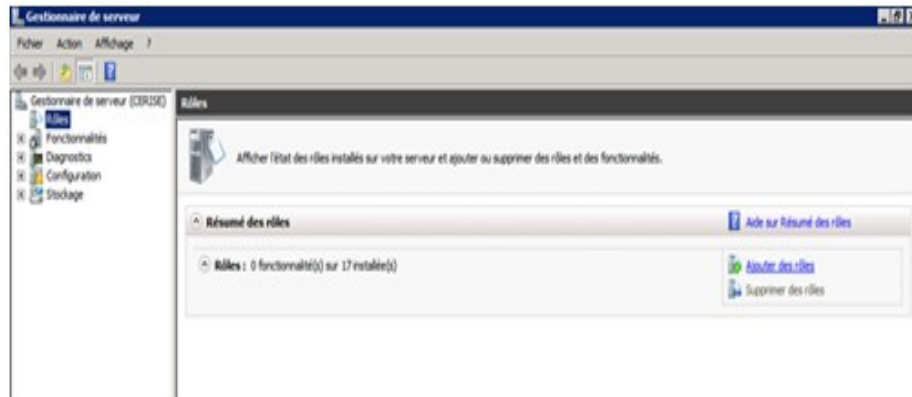 Gestionnaire de serveur
Fichier Action Affichage ?
Gestionnaire de serveur (CERISE)
Rôles
Fonctionnalités
Diagnostics
Configuration
Stockage
Rôles
Afficher l'état des rôles installés sur votre serveur et ajouter ou supprimer des rôles et des fonctionnalités.
Résumé des rôles
Aide sur Résumé des rôles
Rôles : 0 fonctionnalité(s) sur 17 installée(s)
Ajouter des rôles
Supprimer des rôles